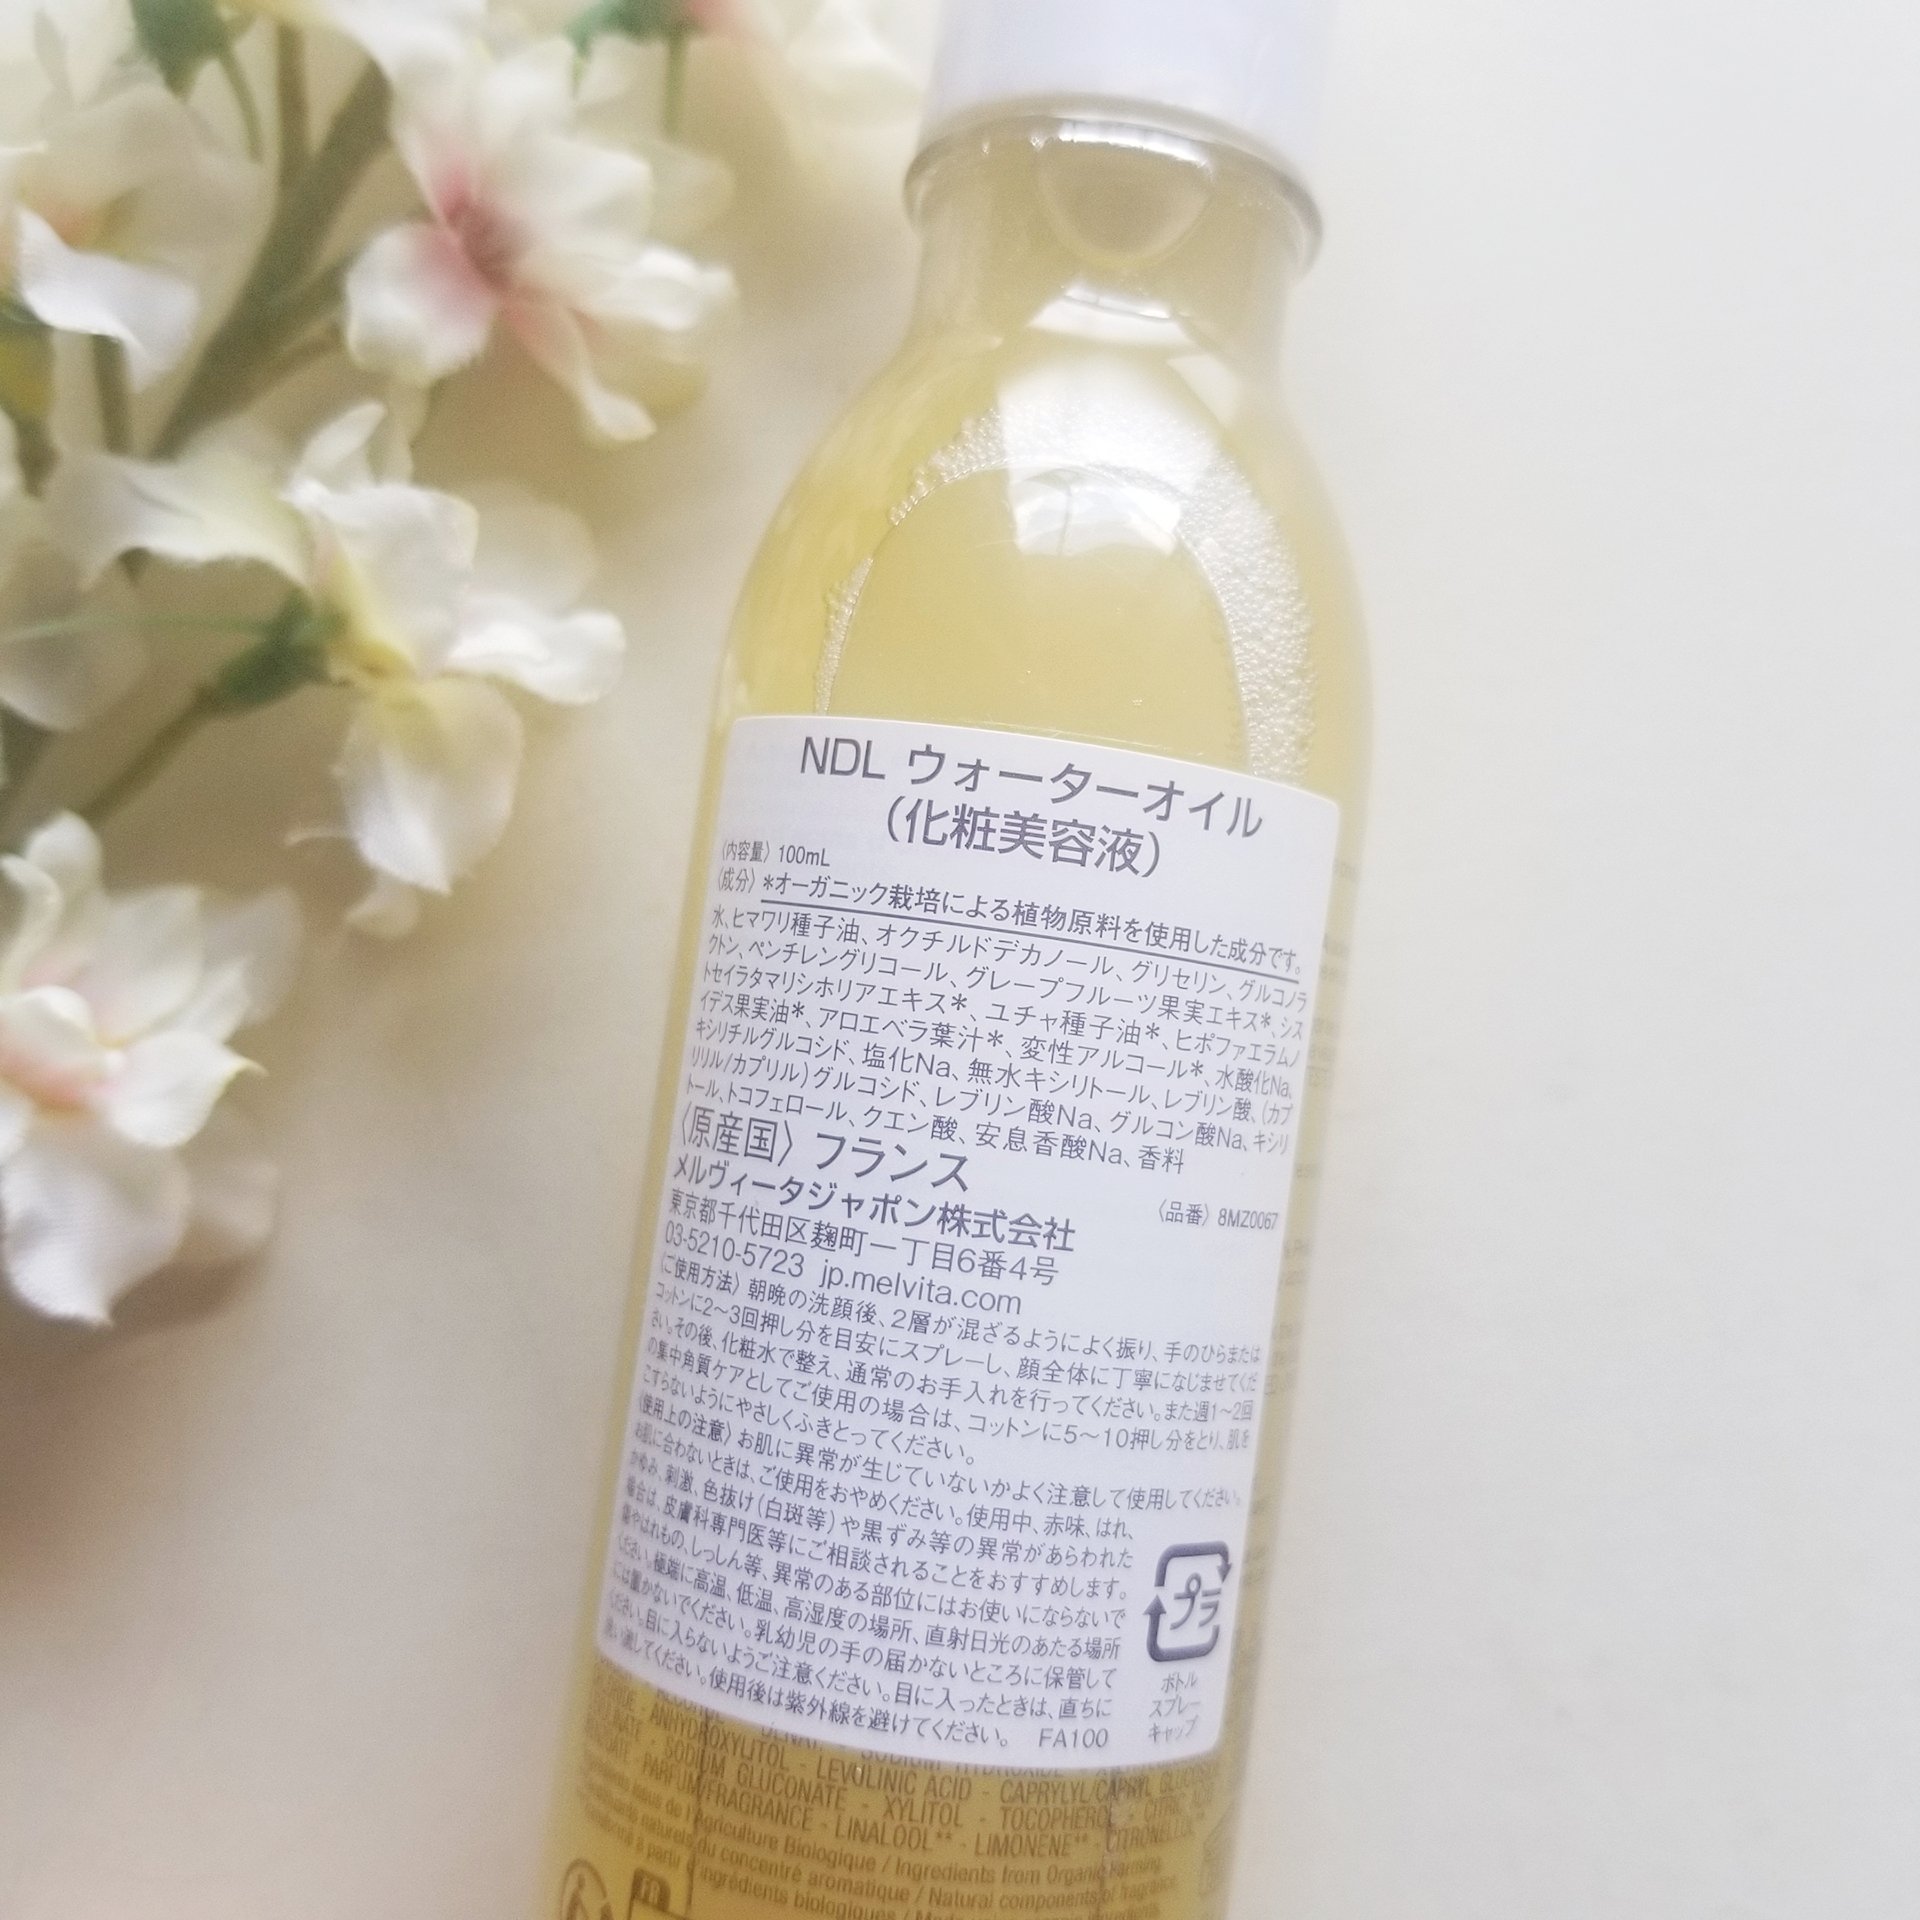 NDL ウォーターオイル
（化粧美容液）
〈内容量〉 100mL
〈成分〉 *オーガニック栽培による植物原料を使用した成分です。
水、ヒマワリ種子油、オクチルドデカノール、グリセリン、グルコノラ
クトン、ペンチレングリコール、グレープフルーツ果実エキス*、シス
トセイラタマリシホリアエキス*、ユチャ種子油*、ヒポファエラムノ
イデス果実油*、アロエベラ葉汁*、変性アルコール*、水酸化Na、
キシリチルグルコシド、塩化Na、無水キシリトール、レブリン酸、(カプ
リリル/カプリル)グルコシド、レブリン酸Na、グルコン酸Na、キシリ
トール、トコフェロール、クエン酸、安息香酸Na、香料
〈原産国〉 フランス
〈品番〉 8MZ0067
メルヴィータジャポン株式会社
東京都千代田区麹町一丁目6番4号
03-5210-5723 jp.melvita.com
〈ご使用方法〉 朝晩の洗顔後、2層が混ざるようによく振り、手のひらまたは
コットンに2～3回押し分を目安にスプレーし、顔全体に丁寧になじませてくだ
さい。その後、化粧水で整え、通常のお手入れを行ってください。また週1～2回
の集中角質ケアとしてご使用の場合は、コットンに5～10押し分をとり、肌を
こすらないようにやさしくふきとってください。
〈使用上の注意〉 お肌に異常が生じていないかよく注意して使用してください。
お肌に合わないときは、ご使用をおやめください。使用中、赤味、はれ、
かゆみ、刺激、色抜け(白斑等)や黒ずみ等の異常があらわれた
場合は、皮膚科専門医等にご相談されることをおすすめします。
傷やはれもの、しっしん等、異常のある部位にはお使いにならないで
ください。極端に高温、低温、高湿度の場所、直射日光のあたる場所
には置かないでください。乳幼児の手の届かないところに保管して
ください。目に入らないようご注意ください。目に入ったときは、直ちに
洗い流してください。使用後は紫外線を避けてください。 FA100
プラ
ボトル
スプレー
キャップ
ANHYDROXYLITOL - LEVULINIC ACID - CAPRYLYL/CAPRYL
SODIUM GLUCONATE - XYLITOL - TOCOPHEROL - CITRIC
PARFUM/FRAGRANCE - LINALOOL** - LIMONENE** - CITRONELLOL
de l'Agriculture Biologique / Ingredients from Organic Farming
naturels du concentré aromatique / Natural components of fragrance
à partir ingrédients biologiques
FR